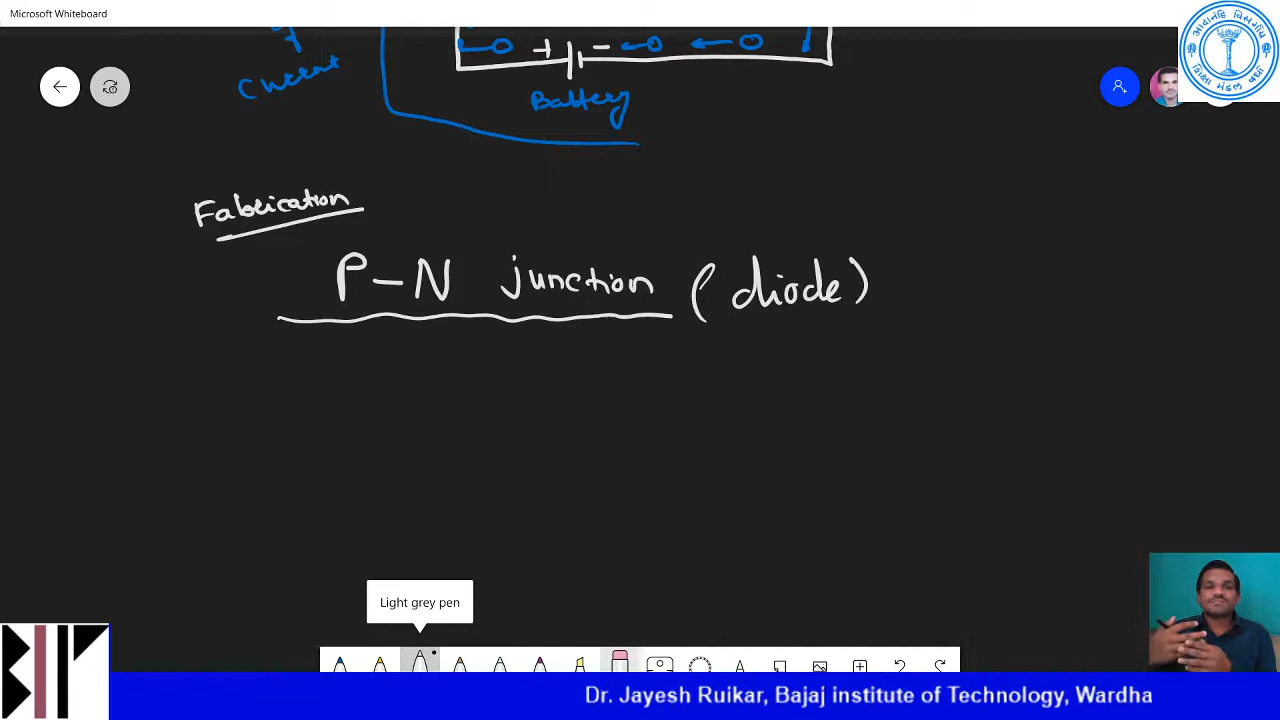 Microsoft Whiteboard
+ -
Current
Battery
Fabrication
P-N junction (diode)
Light grey pen
Dr. Jayesh Ruikar, Bajaj institute of Technology, Wardha